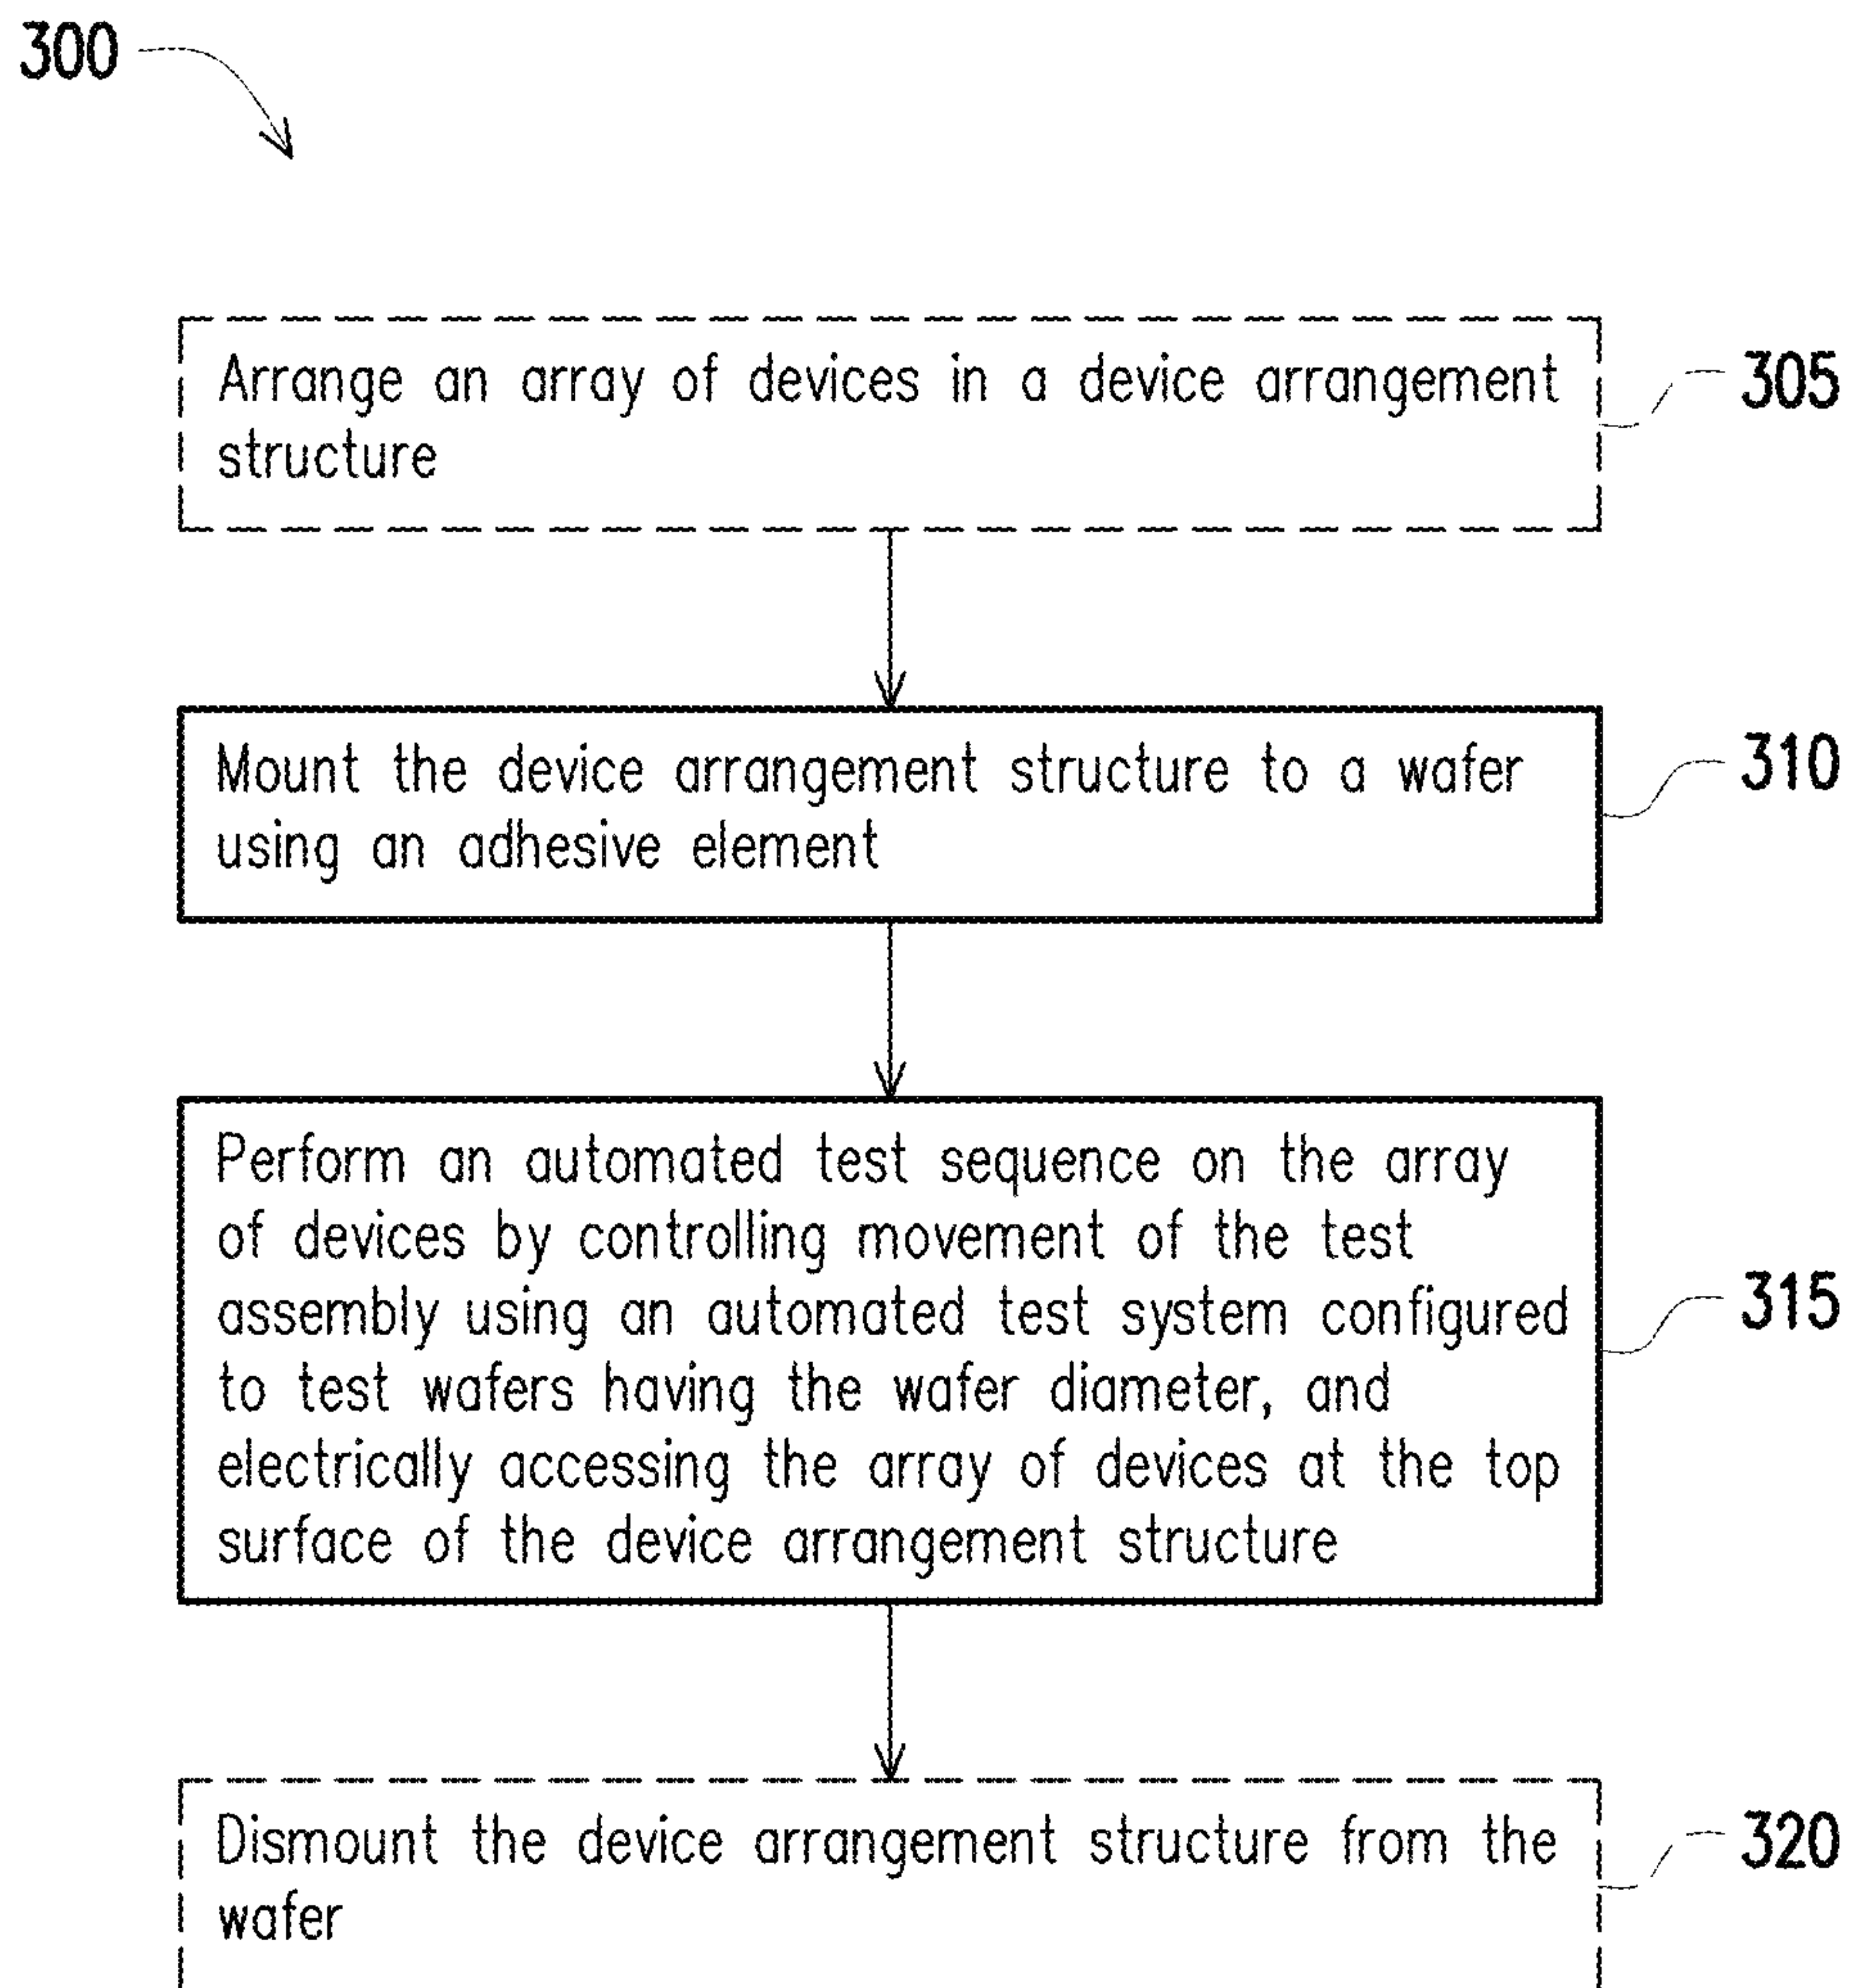 300
Arrange an array of devices in a device arrangement
structure
305
Mount the device arrangement structure to a wafer
using an adhesive element
310
Perform an automated test sequence on the array
of devices by controlling movement of the test
assembly using an automated test system configured
to test wafers having the wafer diameter, and
electrically accessing the array of devices at the top
surface of the device arrangement structure
315
Dismount the device arrangement structure from the
wafer
320